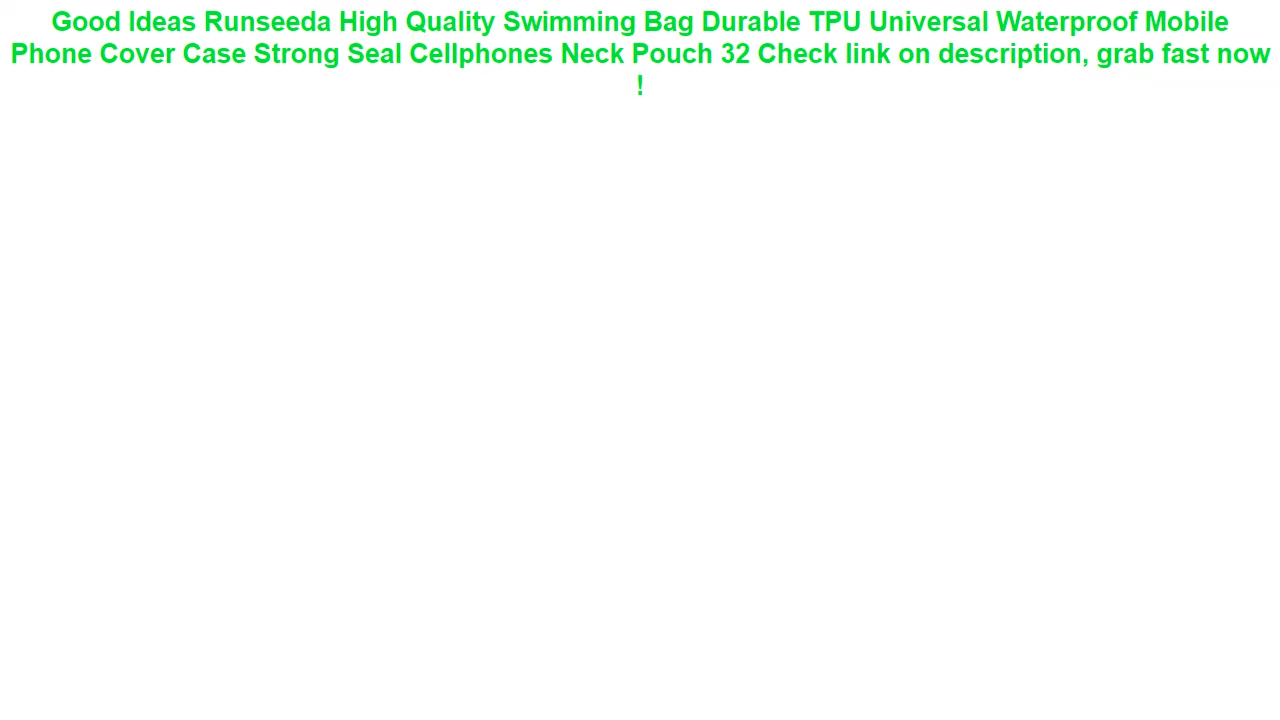 Good Ideas Runseeda High Quality Swimming Bag Durable TPU Universal Waterproof Mobile
Phone Cover Case Strong Seal Cellphones Neck Pouch 32 Check link on description, grab fast now
!